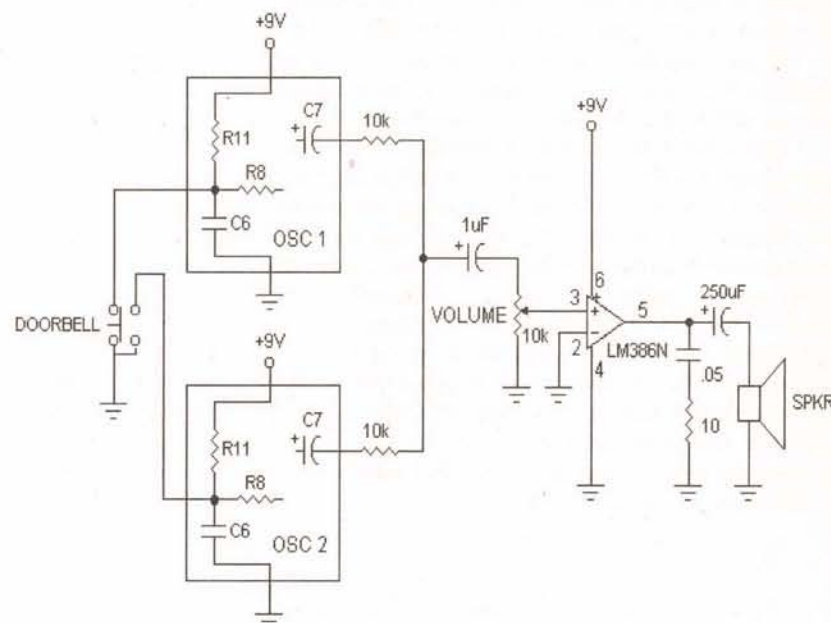 +9V
C7
10k
R11
R8
C6
OSC 1
DOORBELL
+9V
C7
10k
R11
R8
C6
OSC 2
1uF
VOLUME
10k
+9V
6
3
2
5
4
LM386N
250uF
.05
10
SPKR